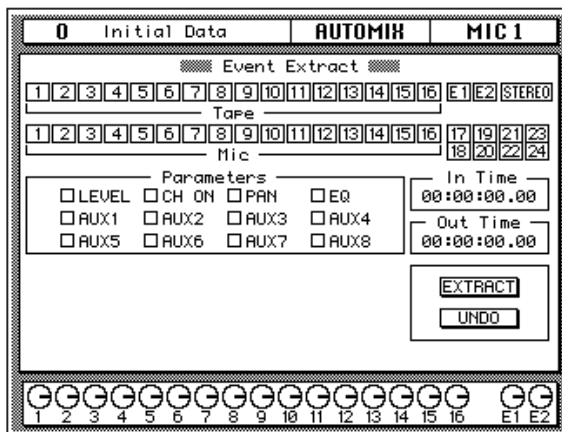 0 Initial Data AUTOMIX MIC 1
Event Extract
1 2 3 4 5 6 7 8 9 10 11 12 13 14 15 16 E1 E2 STEREO
Tape
1 2 3 4 5 6 7 8 9 10 11 12 13 14 15 16 17 19 21 23
18 20 22 24
Mic
Parameters
LEVEL CH ON PAN EQ
AUX1 AUX2 AUX3 AUX4
AUX5 AUX6 AUX7 AUX8
In Time
00:00:00.00
Out Time
00:00:00.00
EXTRACT
UNDO
1 2 3 4 5 6 7 8 9 10 11 12 13 14 15 16 E1 E2